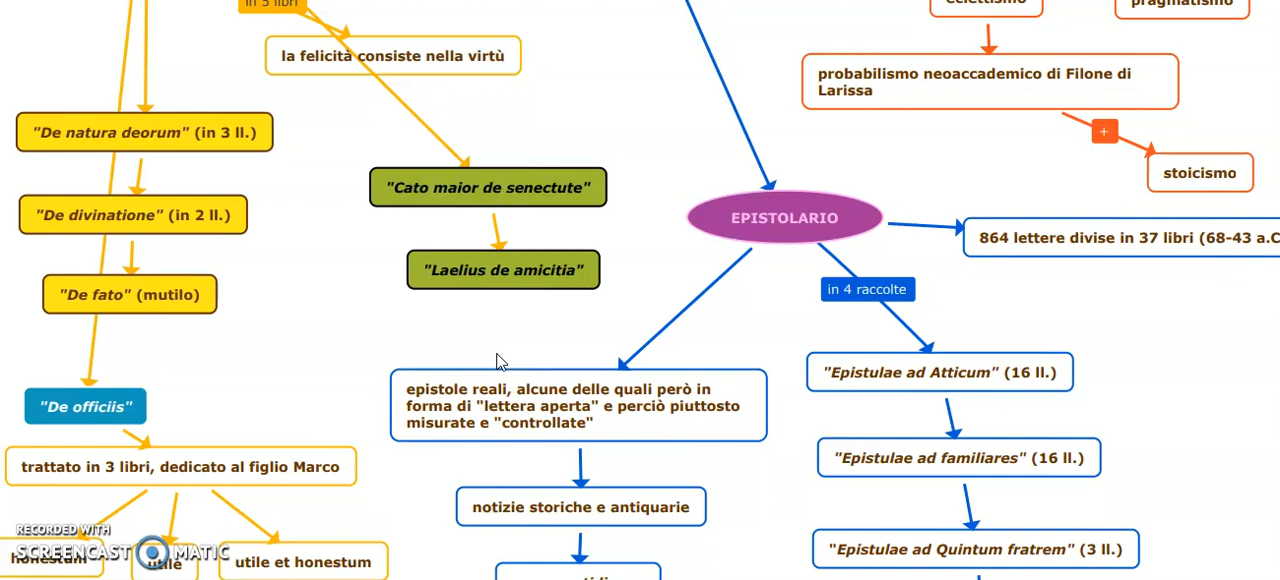 in 5 libri
la felicità consiste nella virtù
"De natura deorum" (in 3 ll.)
"De divinatione" (in 2 ll.)
"De fato" (mutilo)
"De officiis"
trattato in 3 libri, dedicato al figlio Marco
honestum
utile
utile et honestum
"Cato maior de senectute"
"Laelius de amicitia"
eclettismo
pragmatismo
probabilismo neoaccademico di Filone di
Larissa
+
stoicismo
EPISTOLARIO
864 lettere divise in 37 libri (68-43 a.C
in 4 raccolte
epistole reali, alcune delle quali però in
forma di "lettera aperta" e perciò piuttosto
misurate e "controllate"
notizie storiche e antiquarie
"Epistulae ad Atticum" (16 ll.)
"Epistulae ad familiares" (16 ll.)
"Epistulae ad Quintum fratrem" (3 ll.)
RECORDED WITH
SCREENCAST MATIC